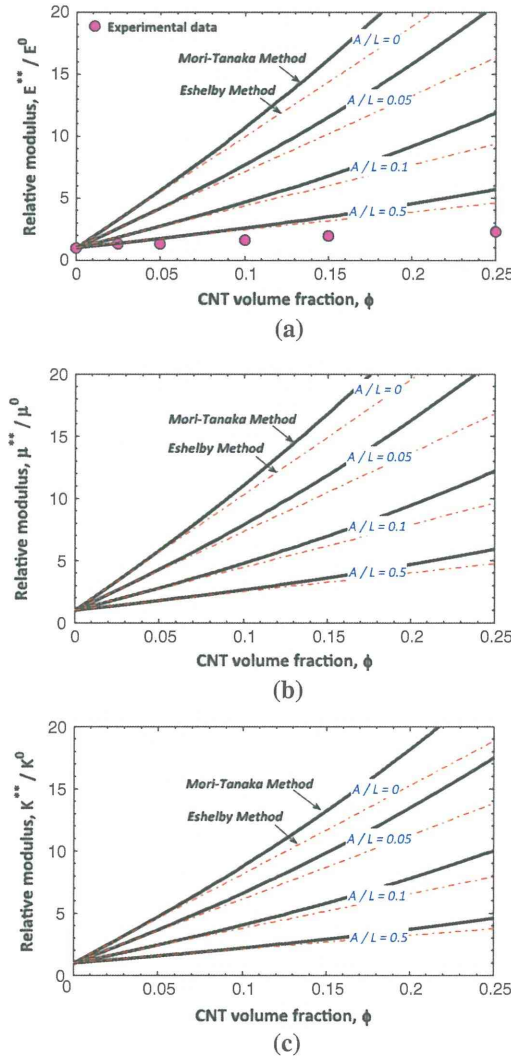 20
Experimental data
A / L = 0
Mori-Tanaka Method
15
Eshelby Method
A / L = 0.05
10
A / L = 0.1
5
A / L = 0.5
0
0 0.05 0.1 0.15 0.2 0.25
Relative modulus, E** / E⁰
CNT volume fraction, ϕ
(a)
20
A / L = 0
Mori-Tanaka Method
15
Eshelby Method
A / L = 0.05
10
A / L = 0.1
5
A / L = 0.5
0
0 0.05 0.1 0.15 0.2 0.25
Relative modulus, μ** / μ⁰
CNT volume fraction, ϕ
(b)
20
Mori-Tanaka Method
A / L = 0
15
Eshelby Method
A / L = 0.05
10
A / L = 0.1
5
A / L = 0.5
0
0 0.05 0.1 0.15 0.2 0.25
Relative modulus, K** / K⁰
CNT volume fraction, ϕ
(c)